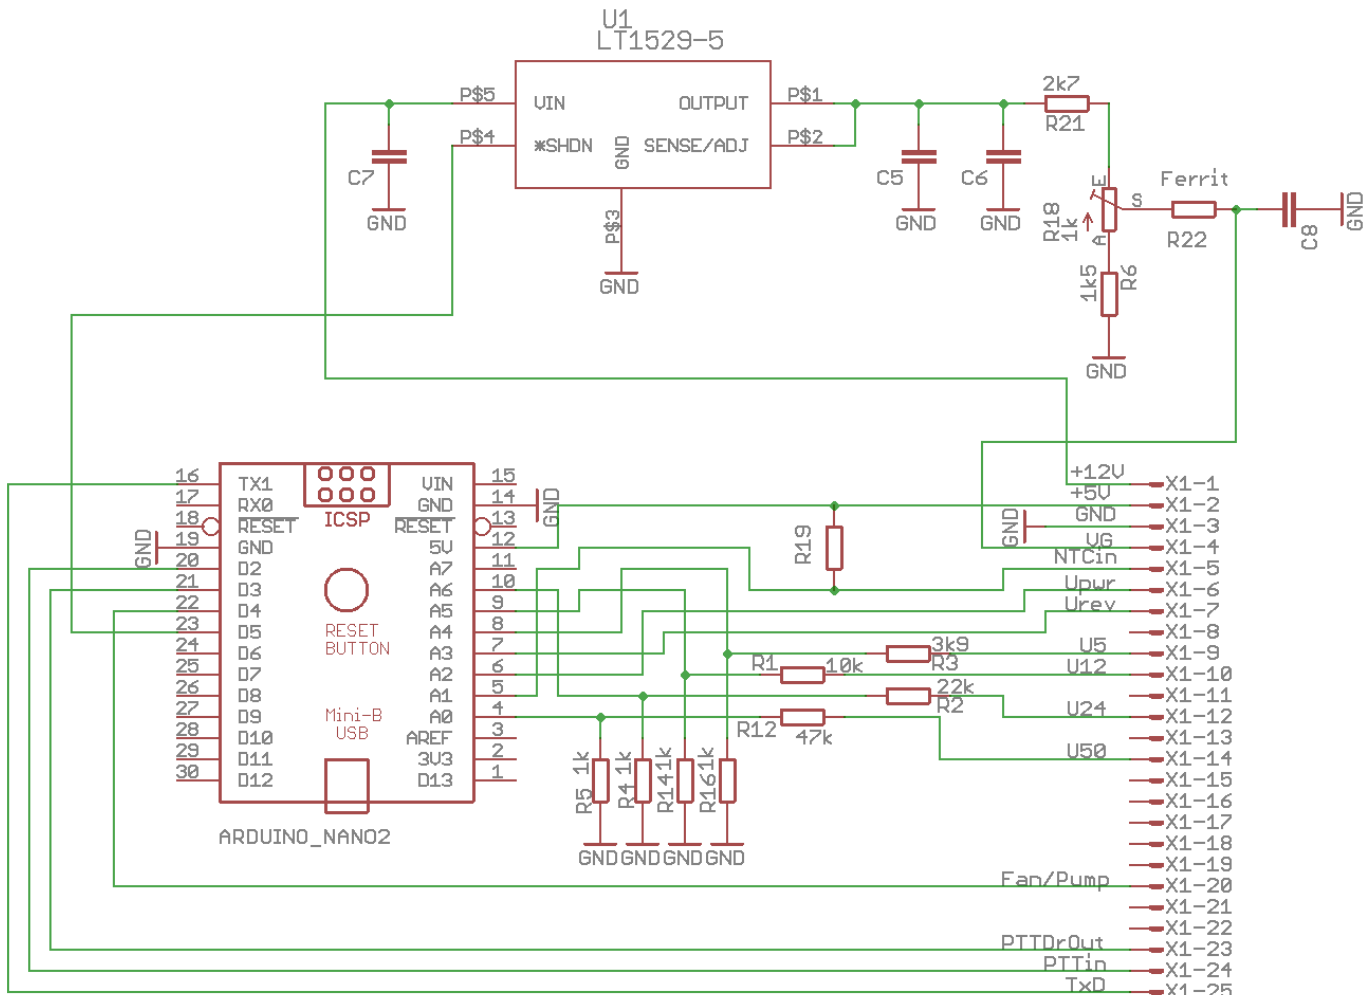 U1
LT1529-5
P$5
VIN
OUTPUT
P$1
2k7
R21
P$4
*SHDN
GND
SENSE/ADJ
P$2
C7
C5
C6
GND
GND
GND
P$3
GND
E
R18
1k
A
S
Ferrit
R22
C8
GND
1k5
R6
GND
16
TX1
VIN
15
17
RX0
GND
14
GND
18
RESET
ICSP
RESET
13
GND
19
GND
5V
12
20
D2
A7
11
21
D3
A6
10
22
D4
A5
9
23
D5
RESET
BUTTON
A4
8
24
D6
A3
7
25
D7
A2
6
26
D8
A1
5
27
D9
Mini-B
USB
A0
4
28
D10
AREF
3
29
D11
3V3
2
30
D12
D13
1
ARDUINO_NANO2
R19
+12V
X1-1
+5V
X1-2
GND
GND
X1-3
VG
X1-4
NTCin
X1-5
Upwr
X1-6
Urev
X1-7
X1-8
3k9
R3
U5
X1-9
R1
10k
U12
X1-10
22k
R2
X1-11
U24
X1-12
R12
47k
X1-13
U50
X1-14
R5
1k
R4
1k
R14
1k
R16
1k
GND
GND
GND
GND
X1-15
X1-16
X1-17
X1-18
X1-19
Fan/Pump
X1-20
X1-21
X1-22
PTTDrOut
X1-23
PTTin
X1-24
TxD
X1-25